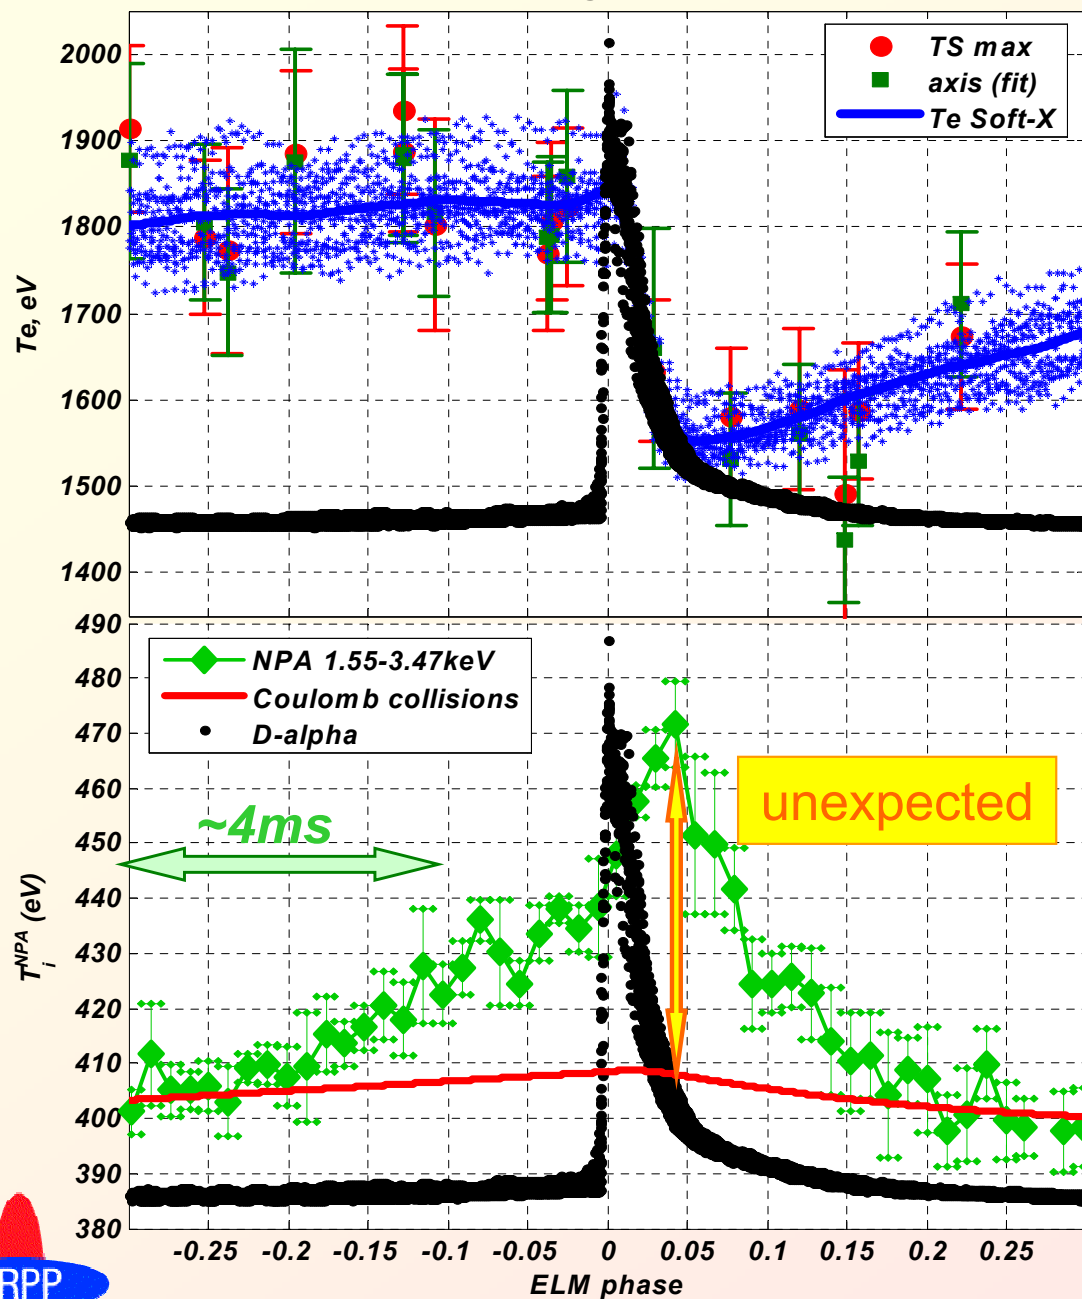 2000
1900
1800
1700
1600
1500
1400
Te, eV
TS max
axis (fit)
Te Soft-X
490
480
470
460
450
440
430
420
410
400
390
380
T_i^NPA (eV)
NPA 1.55-3.47keV
Coulomb collisions
D-alpha
~4ms
unexpected
-0.25 -0.2 -0.15 -0.1 -0.05 0 0.05 0.1 0.15 0.2 0.25
ELM phase
RPP